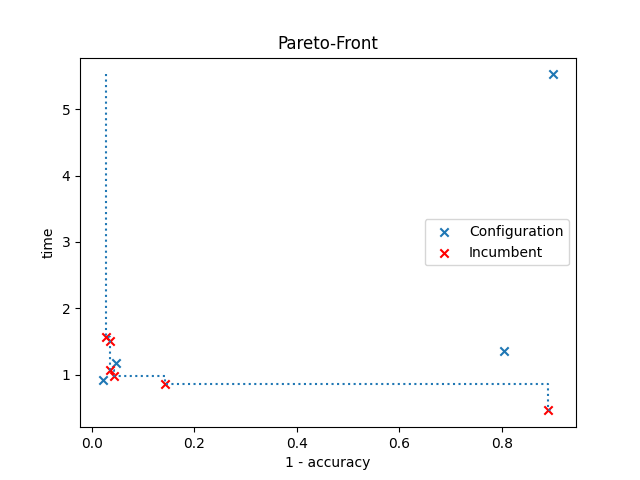 Pareto-Front
5
4
3
2
1
time
Configuration
Incumbent
0.0 0.2 0.4 0.6 0.8
1 - accuracy